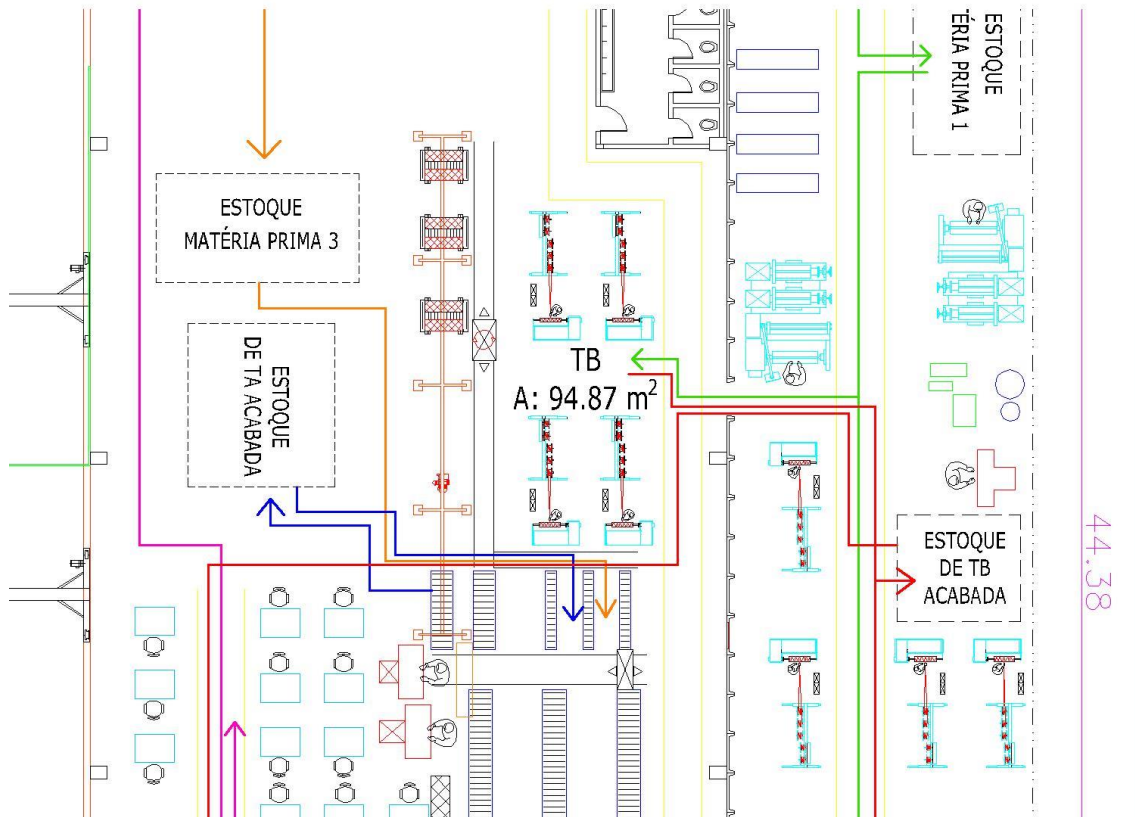 ESTOQUE
ÉRIA PRIMA 1
ESTOQUE
MATÉRIA PRIMA 3
ESTOQUE
DE TA ACABADA
TB
A: 94.87 m²
ESTOQUE
DE TB
ACABADA
44.38